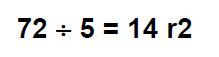 72 ÷ 5 = 14 r2